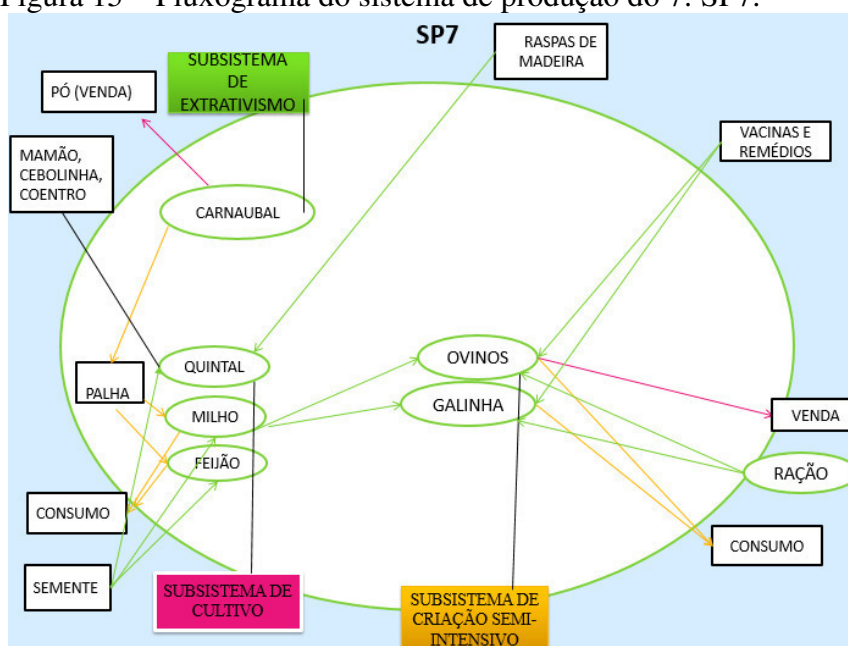 Figura 15 – Fluxograma do sistema de produção do 7. SP7.
SP7
SUBSISTEMA
DE
EXTRATIVISMO
RASPAS DE
MADEIRA
PÓ (VENDA)
VACINAS E
REMÉDIOS
MAMÃO,
CEBOLINHA,
COENTRO
CARNAUBAL
QUINTAL
OVINOS
PALHA
GALINHA
MILHO
VENDA
FEIJÃO
RAÇÃO
CONSUMO
CONSUMO
SEMENTE
SUBSISTEMA DE
CULTIVO
SUBSISTEMA DE
CRIAÇÃO SEMI-
INTENSIVO